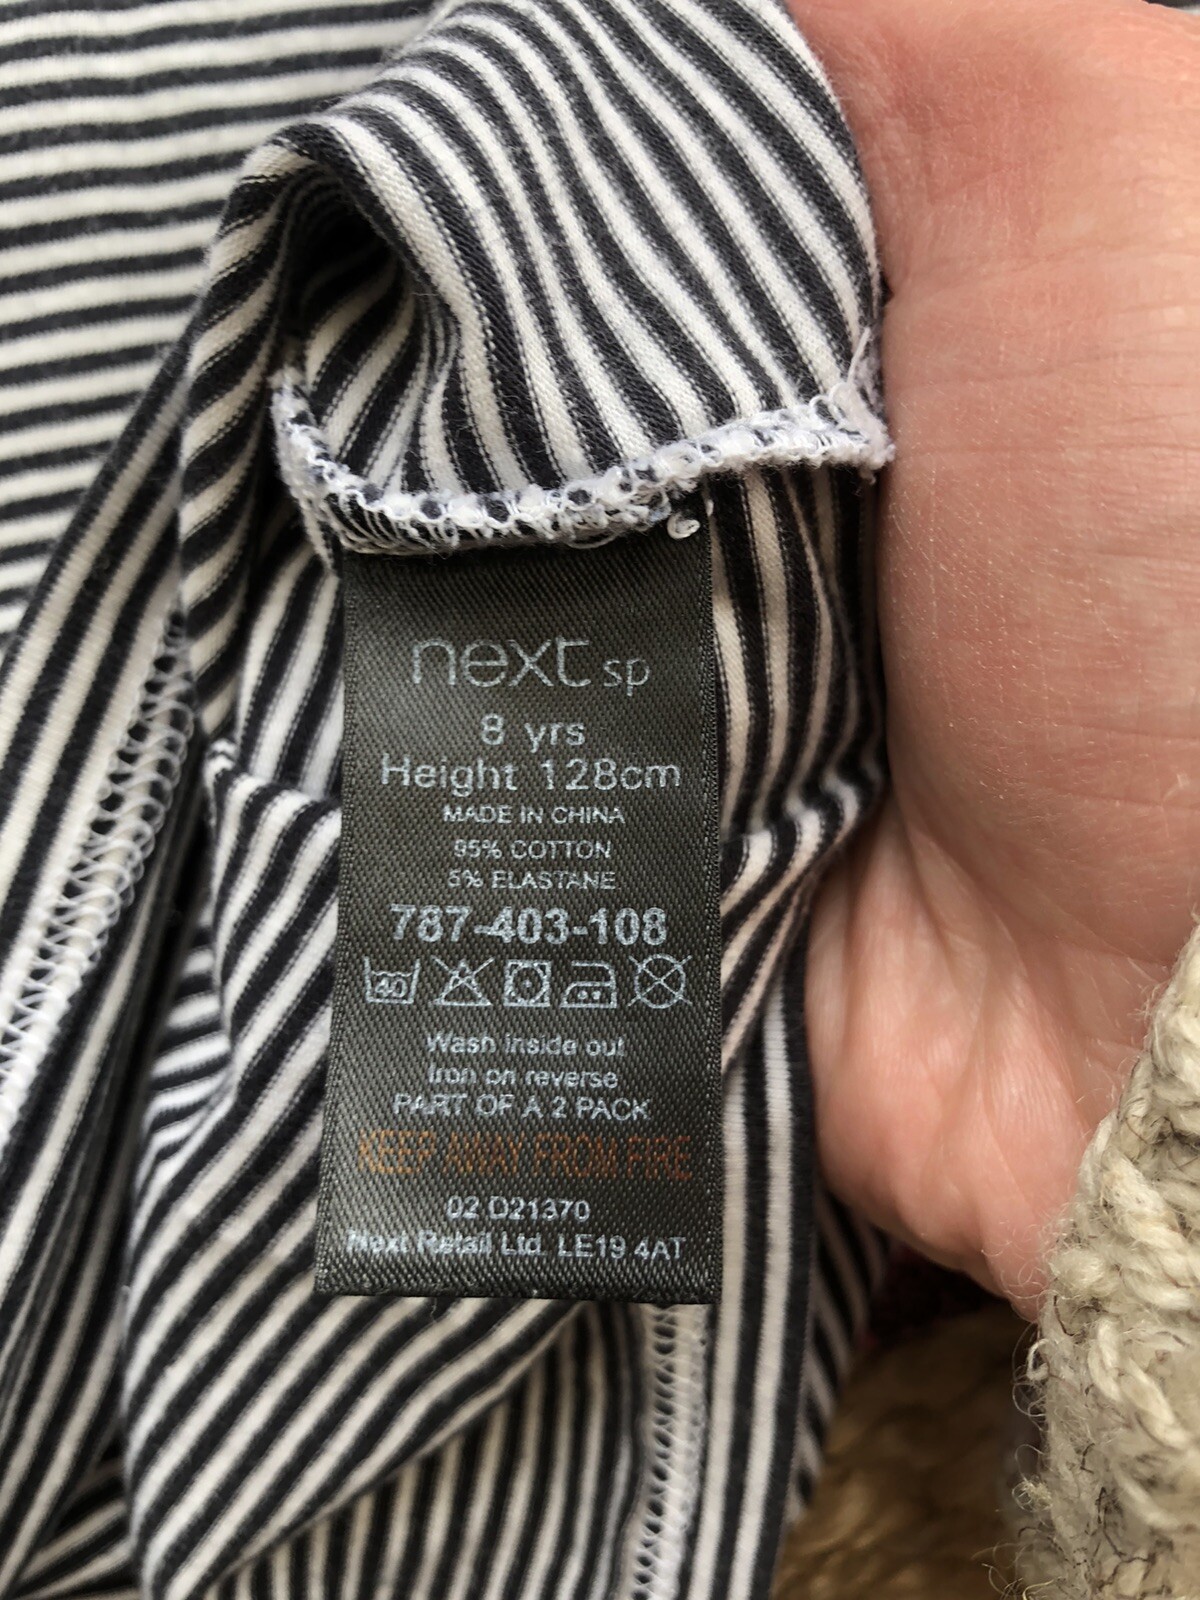 next sp
8 yrs
Height 128cm
MADE IN CHINA
95% COTTON
5% ELASTANE
787-403-108
40
Wash inside out
Iron on reverse
PART OF A 2 PACK
KEEP AWAY FROM FIRE
02 D21370
Next Retail Ltd. LE19 4AT